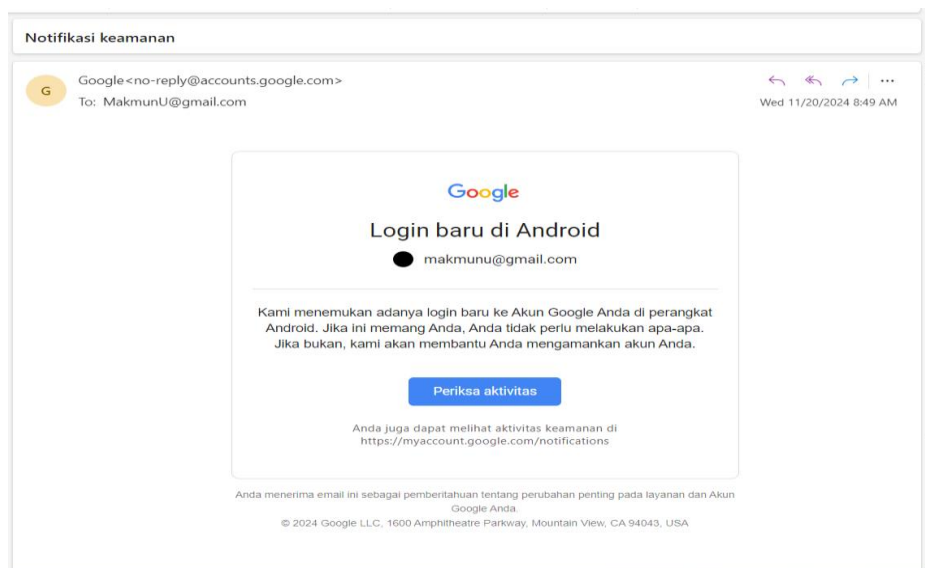 Notifikasi keamanan
G
Google<no-reply@accounts.google.com>
To: MakmunU@gmail.com
Wed 11/20/2024 8:49 AM
Google
Login baru di Android
makmunu@gmail.com
Kami menemukan adanya login baru ke Akun Google Anda di perangkat
Android. Jika ini memang Anda, Anda tidak perlu melakukan apa-apa.
Jika bukan, kami akan membantu Anda mengamankan akun Anda.
Periksa aktivitas
Anda juga dapat melihat aktivitas keamanan di
https://myaccount.google.com/notifications
Anda menerima email ini sebagai pemberitahuan tentang perubahan penting pada layanan dan Akun
Google Anda.
© 2024 Google LLC, 1600 Amphitheatre Parkway, Mountain View, CA 94043, USA